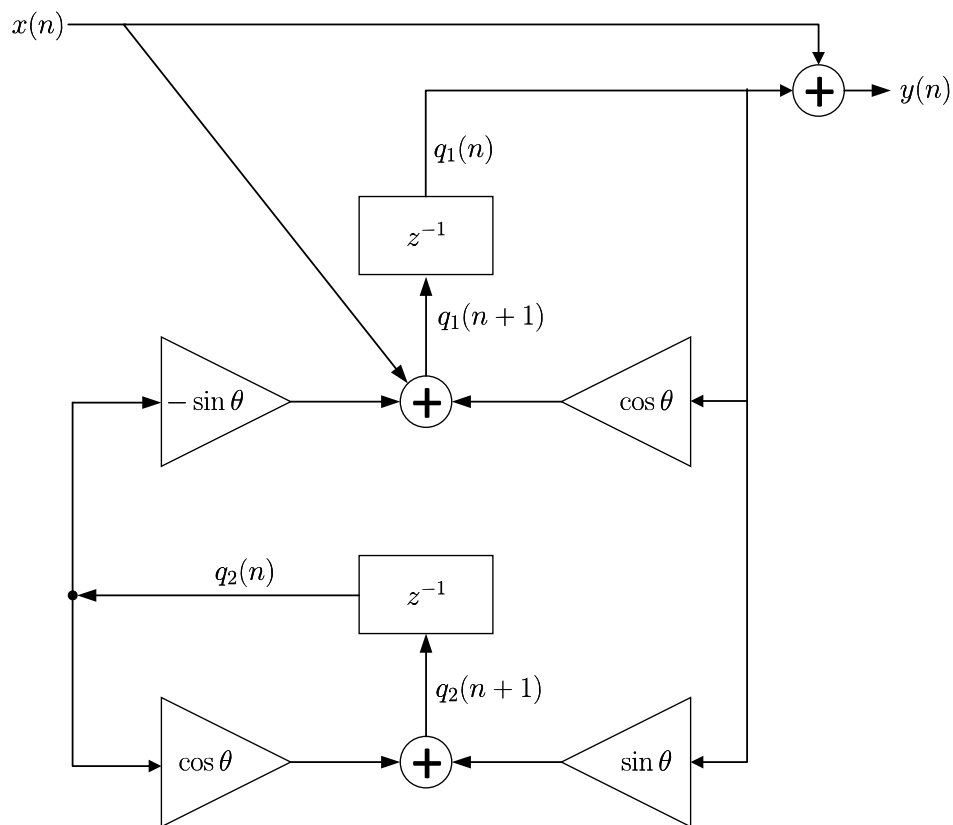 x(n)
+
y(n)
q₁(n)
z⁻¹
q₁(n + 1)
− sin θ
+
cos θ
q₂(n)
z⁻¹
q₂(n + 1)
cos θ
+
sin θ